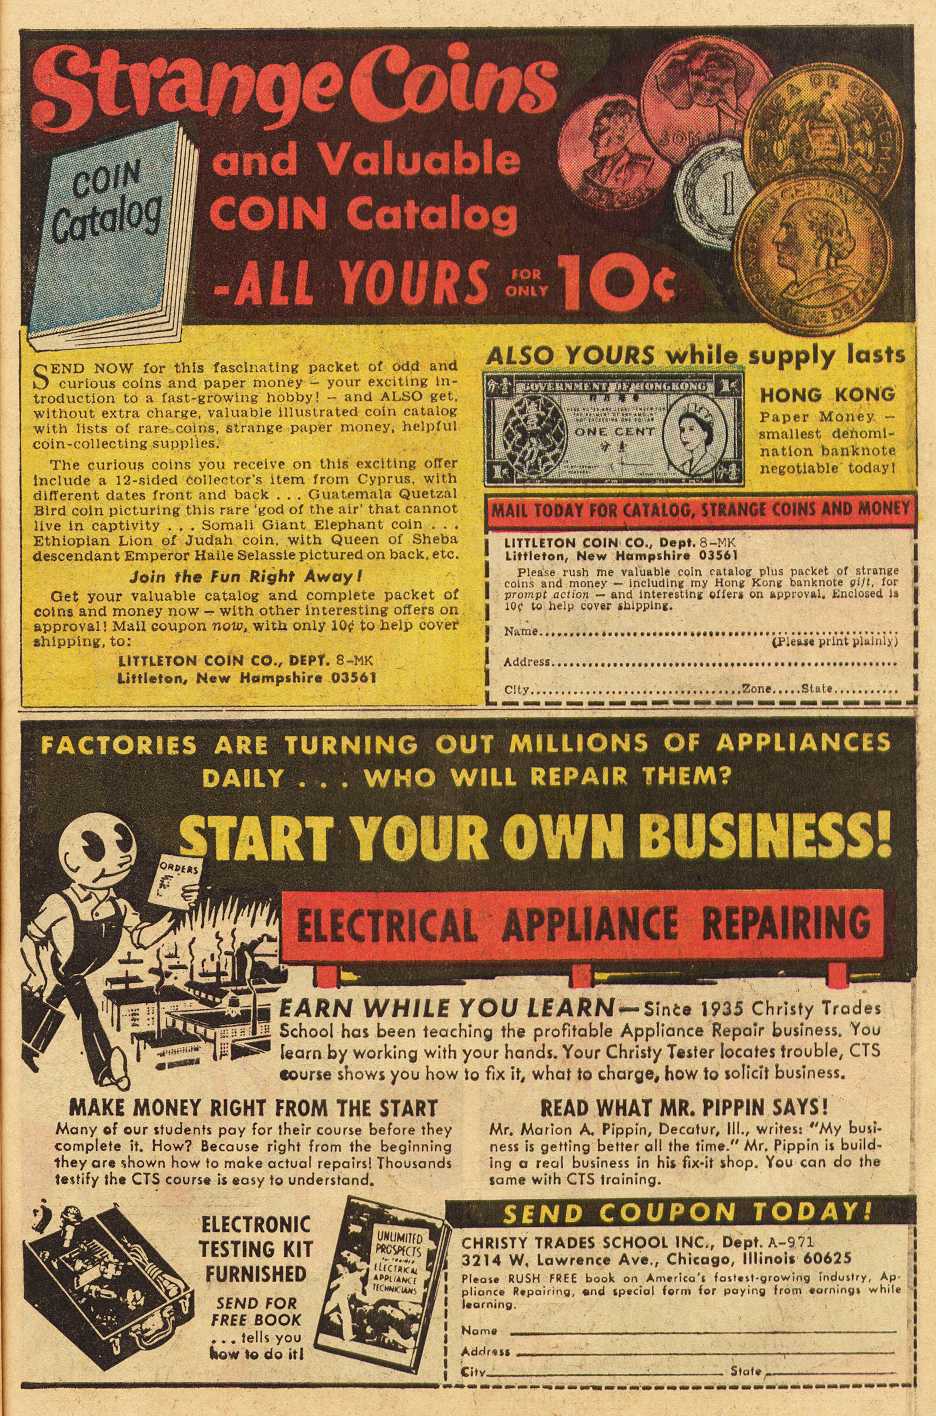 Strange Coins
and Valuable
COIN Catalog
-ALL YOURS FOR ONLY 10¢
COIN
Catalog
1
SEND NOW for this fascinating packet of odd and
curious coins and paper money — your exciting in-
troduction to a fast-growing hobby! — and ALSO get,
without extra charge, valuable illustrated coin catalog
with lists of rare coins, strange paper money, helpful
coin-collecting supplies.
The curious coins you receive on this exciting offer
include a 12-sided collector's item from Cyprus, with
different dates front and back . . . Guatemala Quetzal
Bird coin picturing this rare 'god of the air' that cannot
live in captivity . . . Somali Giant Elephant coin . . .
Ethiopian Lion of Judah coin, with Queen of Sheba
descendant Emperor Haile Selassie pictured on back, etc.
Join the Fun Right Away!
Get your valuable catalog and complete packet of
coins and money now — with other interesting offers on
approval! Mail coupon now, with only 10¢ to help cover
shipping, to:
LITTLETON COIN CO., DEPT. 8-MK
Littleton, New Hampshire 03561
ALSO YOURS while supply lasts
GOVERNMENT OF HONGKONG
ONE CENT
1¢
1¢
HONG KONG
Paper Money —
smallest denomi-
nation banknote
negotiable today!
MAIL TODAY FOR CATALOG, STRANGE COINS AND MONEY
LITTLETON COIN CO., Dept. 8-MK
Littleton, New Hampshire 03561
Please rush me valuable coin catalog plus packet of strange
coins and money — including my Hong Kong banknote gift, for
prompt action — and interesting offers on approval. Enclosed is
10¢ to help cover shipping.
Name
(Please print plainly)
Address
City Zone State
FACTORIES ARE TURNING OUT MILLIONS OF APPLIANCES
DAILY . . . WHO WILL REPAIR THEM?
START YOUR OWN BUSINESS!
ORDERS
ELECTRICAL APPLIANCE REPAIRING
EARN WHILE YOU LEARN—Since 1935 Christy Trades
School has been teaching the profitable Appliance Repair business. You
learn by working with your hands. Your Christy Tester locates trouble, CTS
course shows you how to fix it, what to charge, how to solicit business.
MAKE MONEY RIGHT FROM THE START
Many of our students pay for their course before they
complete it. How? Because right from the beginning
they are shown how to make actual repairs! Thousands
testify the CTS course is easy to understand.
READ WHAT MR. PIPPIN SAYS!
Mr. Marion A. Pippin, Decatur, Ill., writes: "My busi-
ness is getting better all the time." Mr. Pippin is build-
ing a real business in his fix-it shop. You can do the
same with CTS training.
ELECTRONIC
TESTING KIT
FURNISHED
SEND FOR
FREE BOOK
. . . tells you
how to do it!
UNLIMITED
PROSPECTS
ELECTRICAL
APPLIANCE
TECHNICIANS
SEND COUPON TODAY!
CHRISTY TRADES SCHOOL INC., Dept. A-971
3214 W. Lawrence Ave., Chicago, Illinois 60625
Please RUSH FREE book on America's fastest-growing industry, Ap-
pliance Repairing, and special form for paying from earnings while
learning.
Name
Address
City State